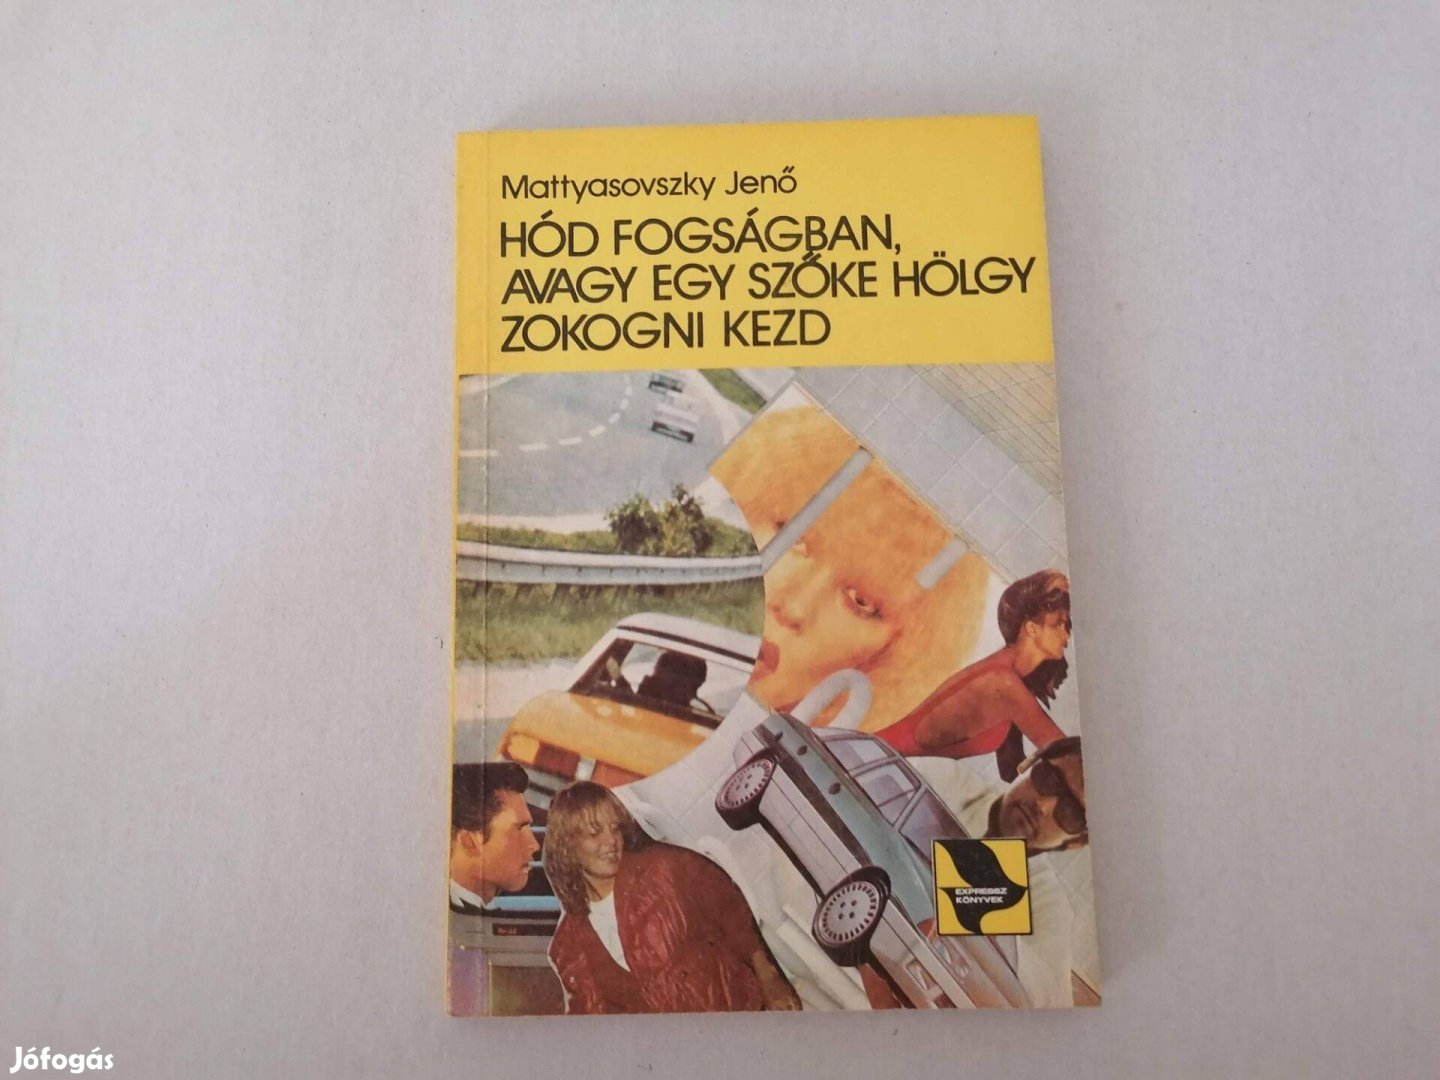 Mattyasovszky Jenő
HÓD FOGSÁGBAN,
AVAGY EGY SZŐKE HÖLGY
ZOKOGNI KEZD
EXPRESSZ
KÖNYVEK
Jófogás